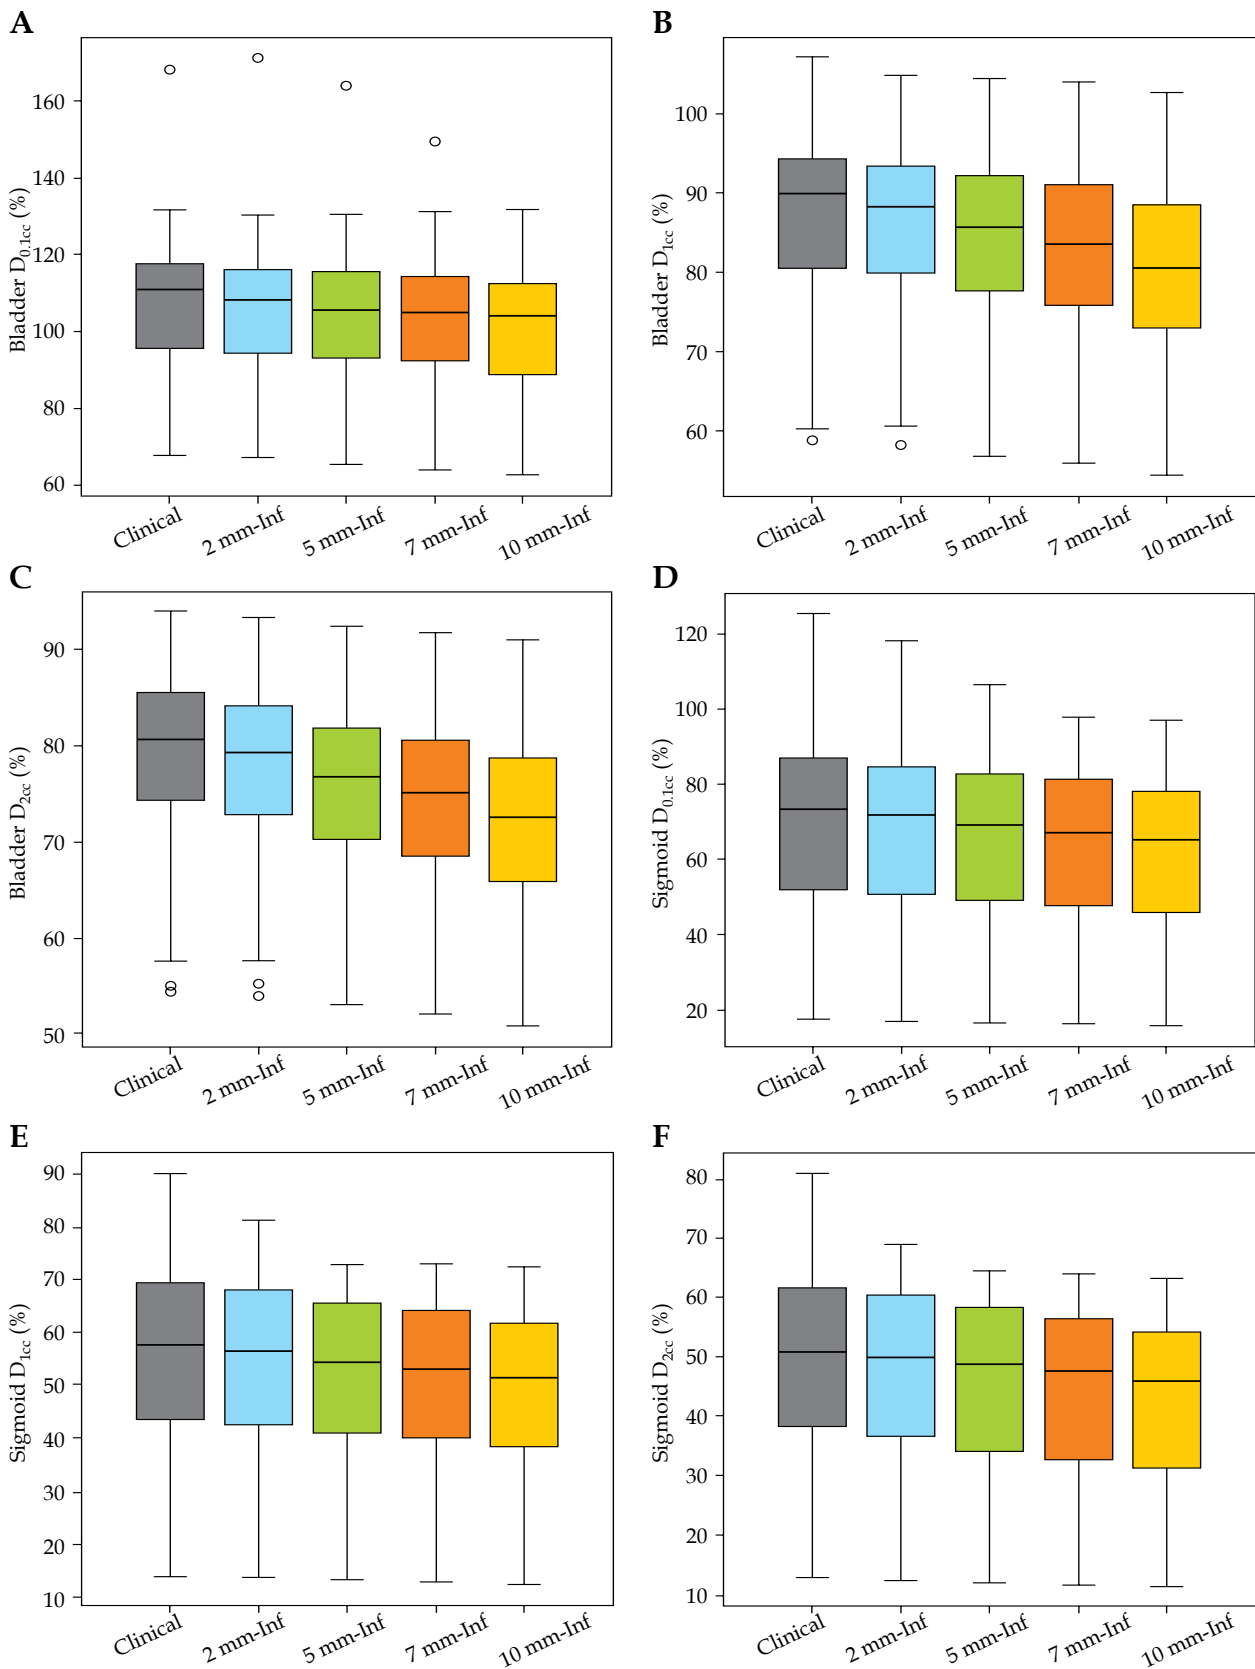 A
Bladder D0.1cc (%)
160
140
120
100
80
60
Clinical
2 mm-Inf
5 mm-Inf
7 mm-Inf
10 mm-Inf
B
Bladder D1cc (%)
100
90
80
70
60
Clinical
2 mm-Inf
5 mm-Inf
7 mm-Inf
10 mm-Inf
C
Bladder D2cc (%)
90
80
70
60
50
Clinical
2 mm-Inf
5 mm-Inf
7 mm-Inf
10 mm-Inf
D
Sigmoid D0.1cc (%)
120
100
80
60
40
20
Clinical
2 mm-Inf
5 mm-Inf
7 mm-Inf
10 mm-Inf
E
Sigmoid D1cc (%)
90
80
70
60
50
40
30
20
10
Clinical
2 mm-Inf
5 mm-Inf
7 mm-Inf
10 mm-Inf
F
Sigmoid D2cc (%)
80
70
60
50
40
30
20
10
Clinical
2 mm-Inf
5 mm-Inf
7 mm-Inf
10 mm-Inf